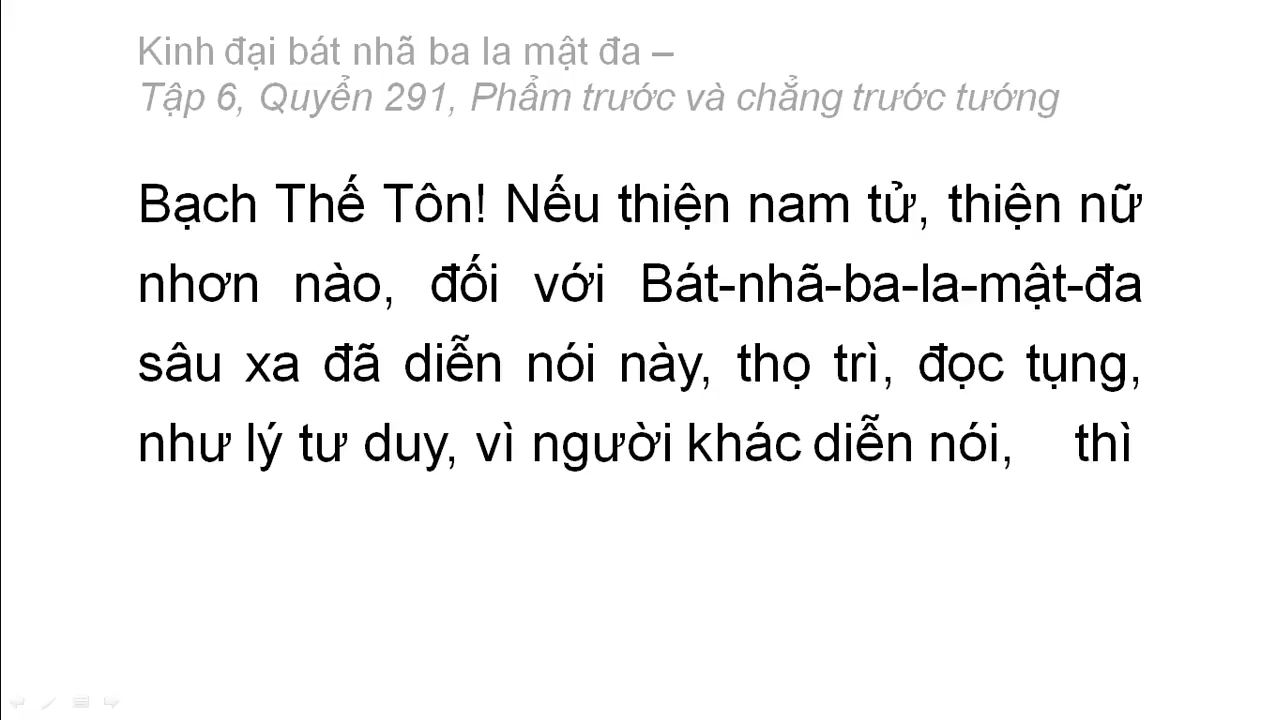 Kinh đại bát nhã ba la mật đa –
Tập 6, Quyển 291, Phẩm trước và chẳng trước tướng
Bạch Thế Tôn! Nếu thiện nam tử, thiện nữ
nhơn nào, đối với Bát-nhã-ba-la-mật-đa
sâu xa đã diễn nói này, thọ trì, đọc tụng,
như lý tư duy, vì người khác diễn nói, thì